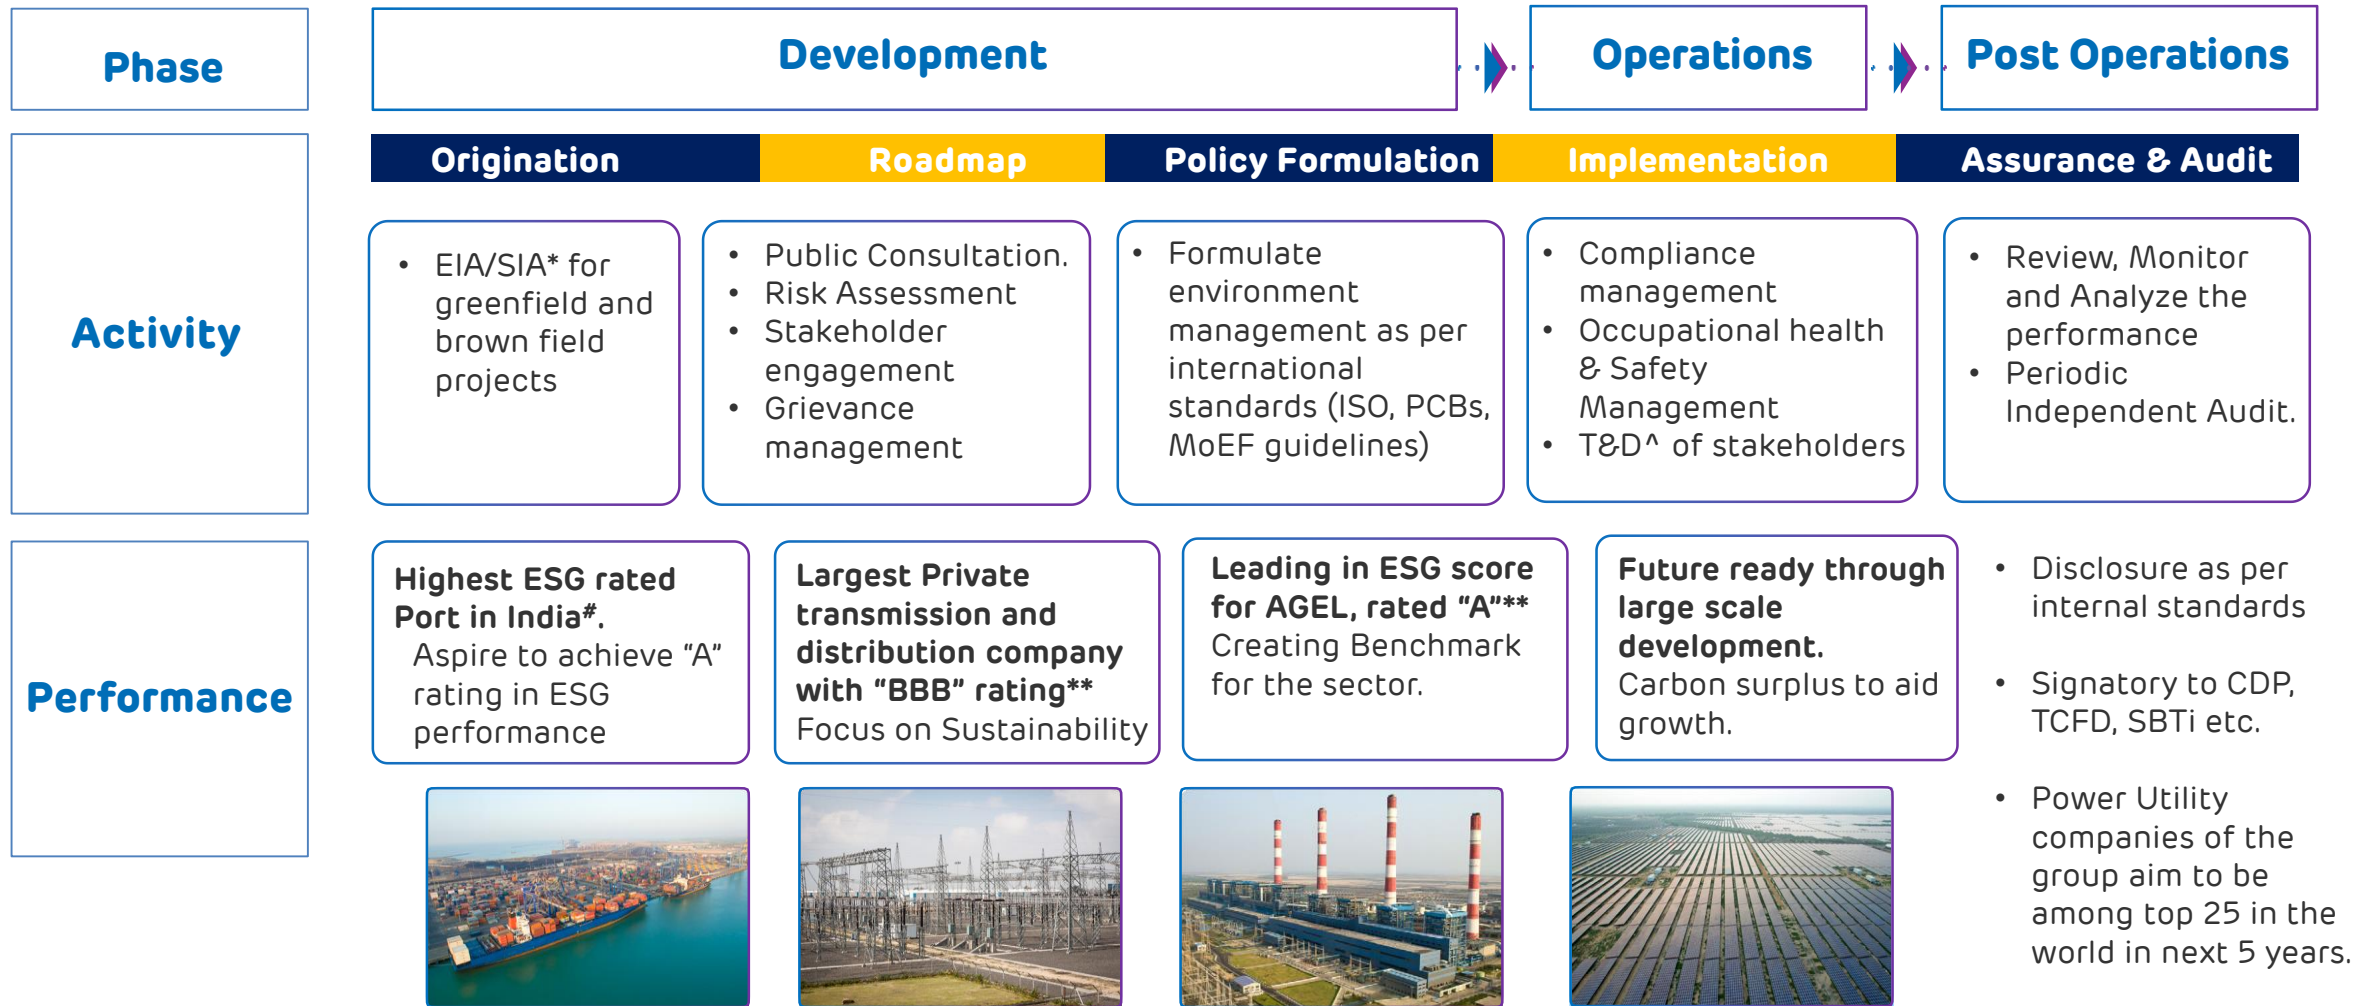 Phase
Development
Operations
Post Operations
Activity
Origination
Roadmap
Policy Formulation
Implementation
Assurance & Audit
• EIA/SIA* for
greenfield and
brown field
projects
• Public Consultation.
• Risk Assessment
• Stakeholder
engagement
• Grievance
management
• Formulate
environment
management as per
international
standards (ISO, PCBs,
MoEF guidelines)
• Compliance
management
• Occupational health
& Safety
Management
• T&D^ of stakeholders
• Review, Monitor
and Analyze the
performance
• Periodic
Independent Audit.
Performance
Highest ESG rated
Port in India#.
Aspire to achieve “A”
rating in ESG
performance
Largest Private
transmission and
distribution company
with “BBB” rating**
Focus on Sustainability
Leading in ESG score
for AGEL, rated “A”**
Creating Benchmark
for the sector.
Future ready through
large scale
development.
Carbon surplus to aid
growth.
• Disclosure as per
internal standards
• Signatory to CDP,
TCFD, SBTi etc.
• Power Utility
companies of the
group aim to be
among top 25 in the
world in next 5 years.